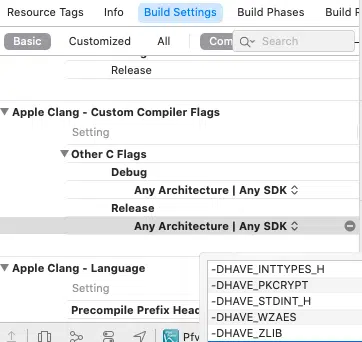 Resource Tags Info Build Settings Build Phases Build R
Basic Customized All Com Search
Release
Apple Clang - Custom Compiler Flags
Setting
Other C Flags
Debug
Any Architecture | Any SDK
Release
Any Architecture | Any SDK
Apple Clang - Language
Setting
Precompile Prefix Head
-DHAVE_INTTYPES_H
-DHAVE_PKCRYPT
-DHAVE_STDINT_H
-DHAVE_WZAES
-DHAVE_ZLIB
Pfv